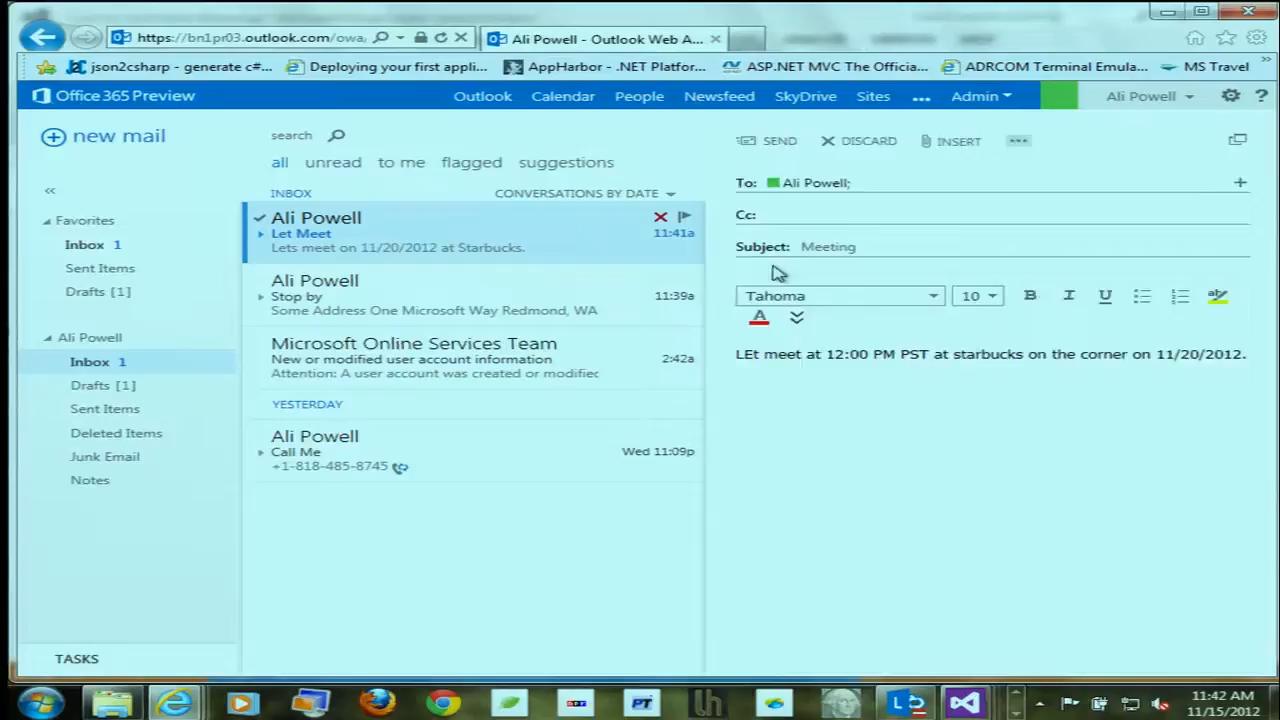 https://bn1pr03.outlook.com/owa
Ali Powell - Outlook Web A...
json2csharp - generate c#...
Deploying your first appli...
AppHarbor - .NET Platfor...
ASP.NET MVC The Officia...
ADRCOM Terminal Emula...
MS Travel
Office 365 Preview
Outlook
Calendar
People
Newsfeed
SkyDrive
Sites
...
Admin
Ali Powell
?
new mail
search
all unread to me flagged suggestions
«
INBOX
CONVERSATIONS BY DATE
Favorites
Inbox 1
Sent Items
Drafts [1]
Ali Powell
Inbox 1
Drafts [1]
Sent Items
Deleted Items
Junk Email
Notes
TASKS
Ali Powell
Let Meet
11:41a
Lets meet on 11/20/2012 at Starbucks.
Ali Powell
Stop by
11:39a
Some Address One Microsoft Way Redmond, WA
Microsoft Online Services Team
New or modified user account information
2:42a
Attention: A user account was created or modified
YESTERDAY
Ali Powell
Call Me
Wed 11:09p
+1-818-485-8745
SEND
DISCARD
INSERT
...
To: Ali Powell;
Cc:
Subject: Meeting
Tahoma
10
B I U
aby
A
LEt meet at 12:00 PM PST at starbucks on the corner on 11/20/2012.
PT
lh
11:42 AM
11/15/2012